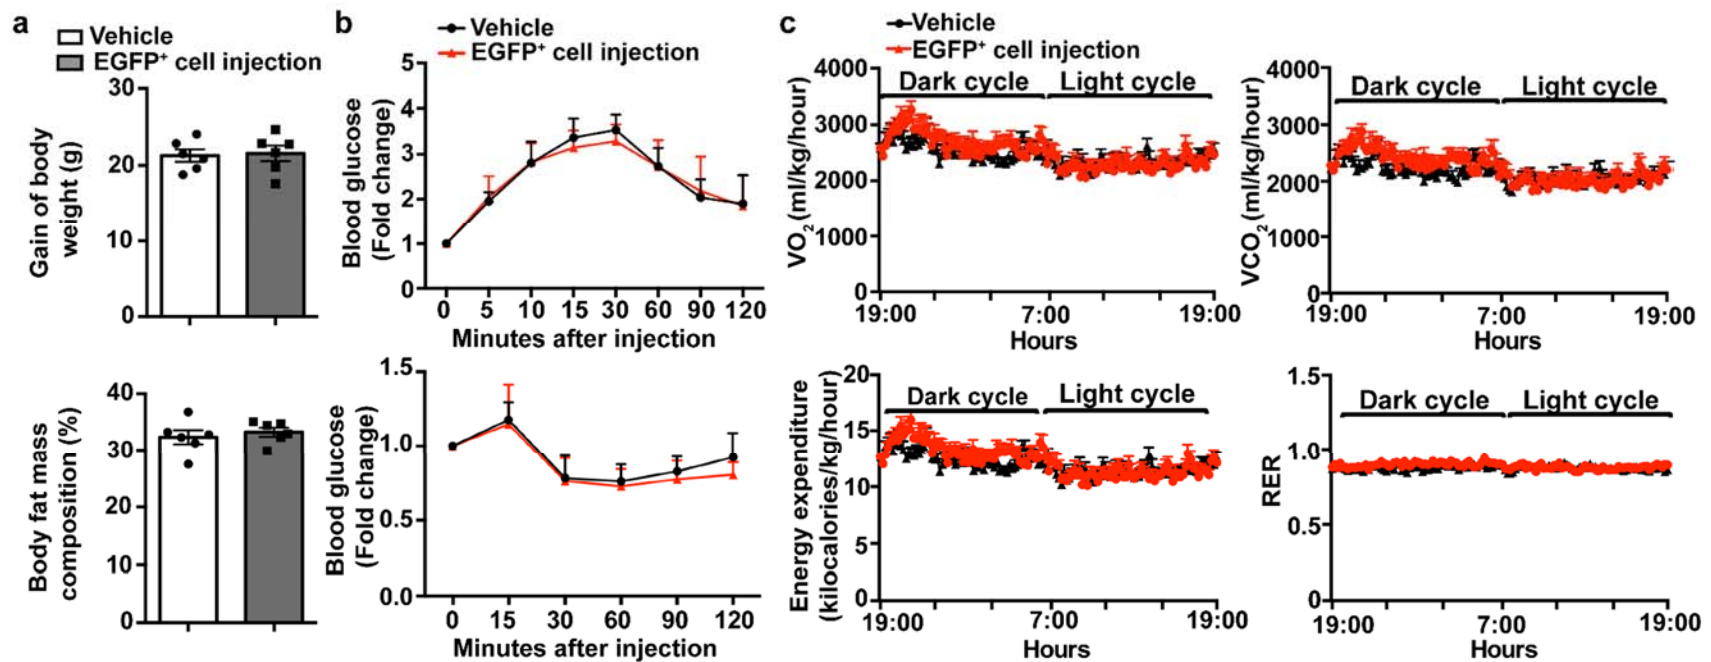 a
Vehicle
EGFP⁺ cell injection
30
20
10
0
Gain of body
weight (g)
40
30
20
10
0
Body fat mass
composition (%)
b
Vehicle
EGFP⁺ cell injection
5
4
3
2
1
0
Blood glucose
(Fold change)
0 5 10 15 30 60 90 120
Minutes after injection
1.5
1.0
0.5
0.0
Blood glucose
(Fold change)
0 15 30 60 90 120
Minutes after injection
c
Vehicle
EGFP⁺ cell injection
4000
3000
2000
1000
0
VO₂ (ml/kg/hour)
Dark cycle Light cycle
19:00 7:00 19:00
Hours
4000
3000
2000
1000
0
VCO₂ (ml/kg/hour)
Dark cycle Light cycle
19:00 7:00 19:00
Hours
20
15
10
5
0
Energy expenditure
(kilocalories/kg/hour)
Dark cycle Light cycle
19:00 7:00 19:00
Hours
1.5
1.0
0.5
0
RER
Dark cycle Light cycle
19:00 7:00 19:00
Hours